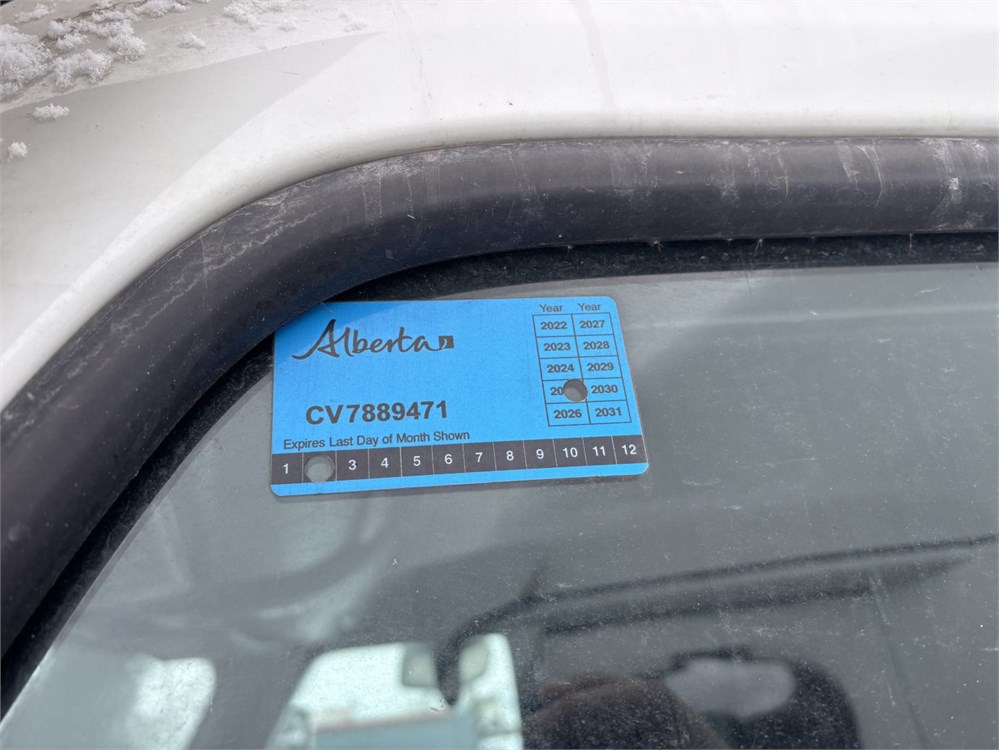 Alberta
Year Year
2022 2027
2023 2028
2024 2029
20 2030
2026 2031
CV7889471
Expires Last Day of Month Shown
1 3 4 5 6 7 8 9 10 11 12